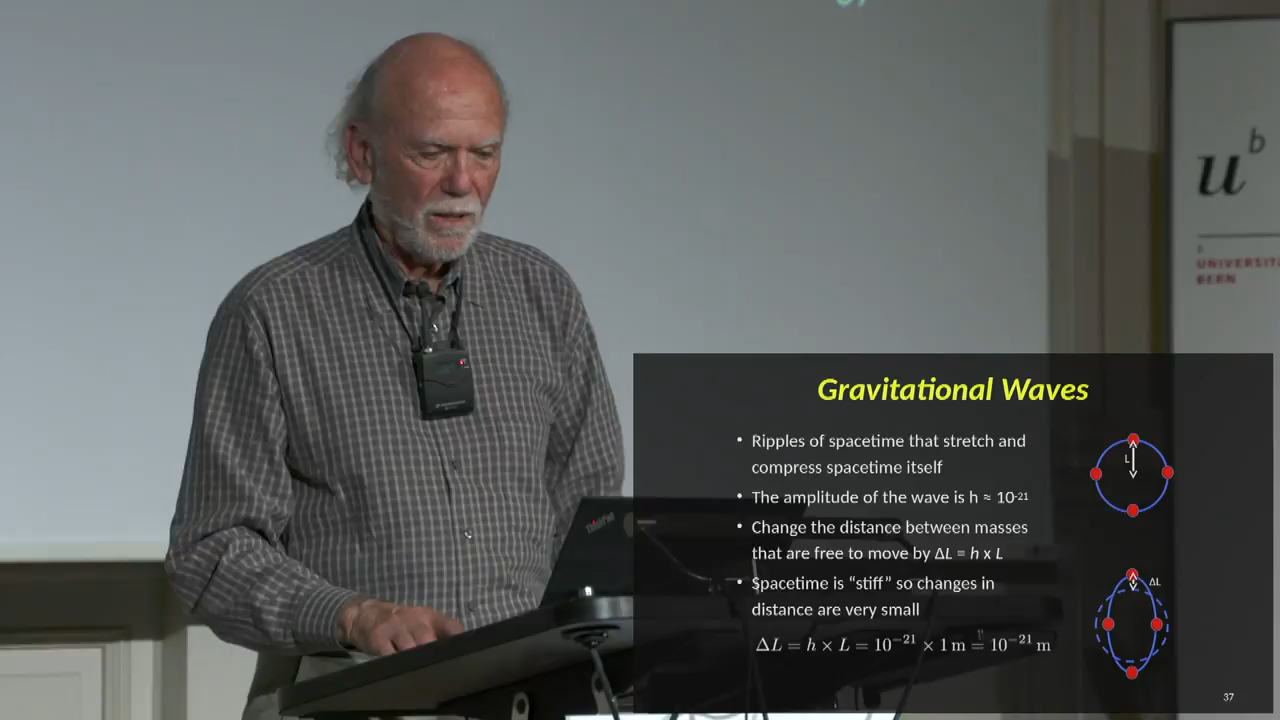 u
b
UNIVERSITÄ
BERN
ThinkPad
Gravitational Waves
• Ripples of spacetime that stretch and
compress spacetime itself
• The amplitude of the wave is h ≈ 10⁻²¹
• Change the distance between masses
that are free to move by ΔL = h x L
• Spacetime is “stiff” so changes in
distance are very small
ΔL = h × L = 10⁻²¹ × 1 m = 10⁻²¹ m
L
ΔL
37